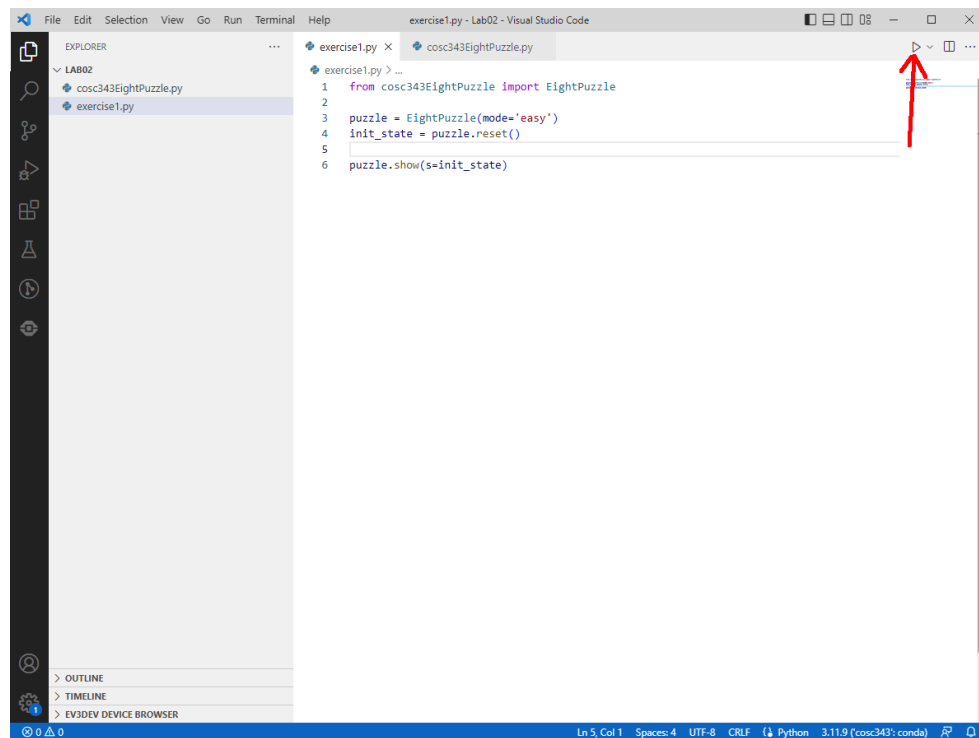 File Edit Selection View Go Run Terminal Help exercise1.py - Lab02 - Visual Studio Code
EXPLORER
LAB02
cosc343EightPuzzle.py
exercise1.py
OUTLINE
TIMELINE
EV3DEV DEVICE BROWSER
exercise1.py cosc343EightPuzzle.py
exercise1.py > ...
1 from cosc343EightPuzzle import EightPuzzle
2
3 puzzle = EightPuzzle(mode='easy')
4 init_state = puzzle.reset()
5
6 puzzle.show(s=init_state)
1
0 0 Ln 5, Col 1 Spaces: 4 UTF-8 CRLF Python 3.11.9 ('cosc343': conda)